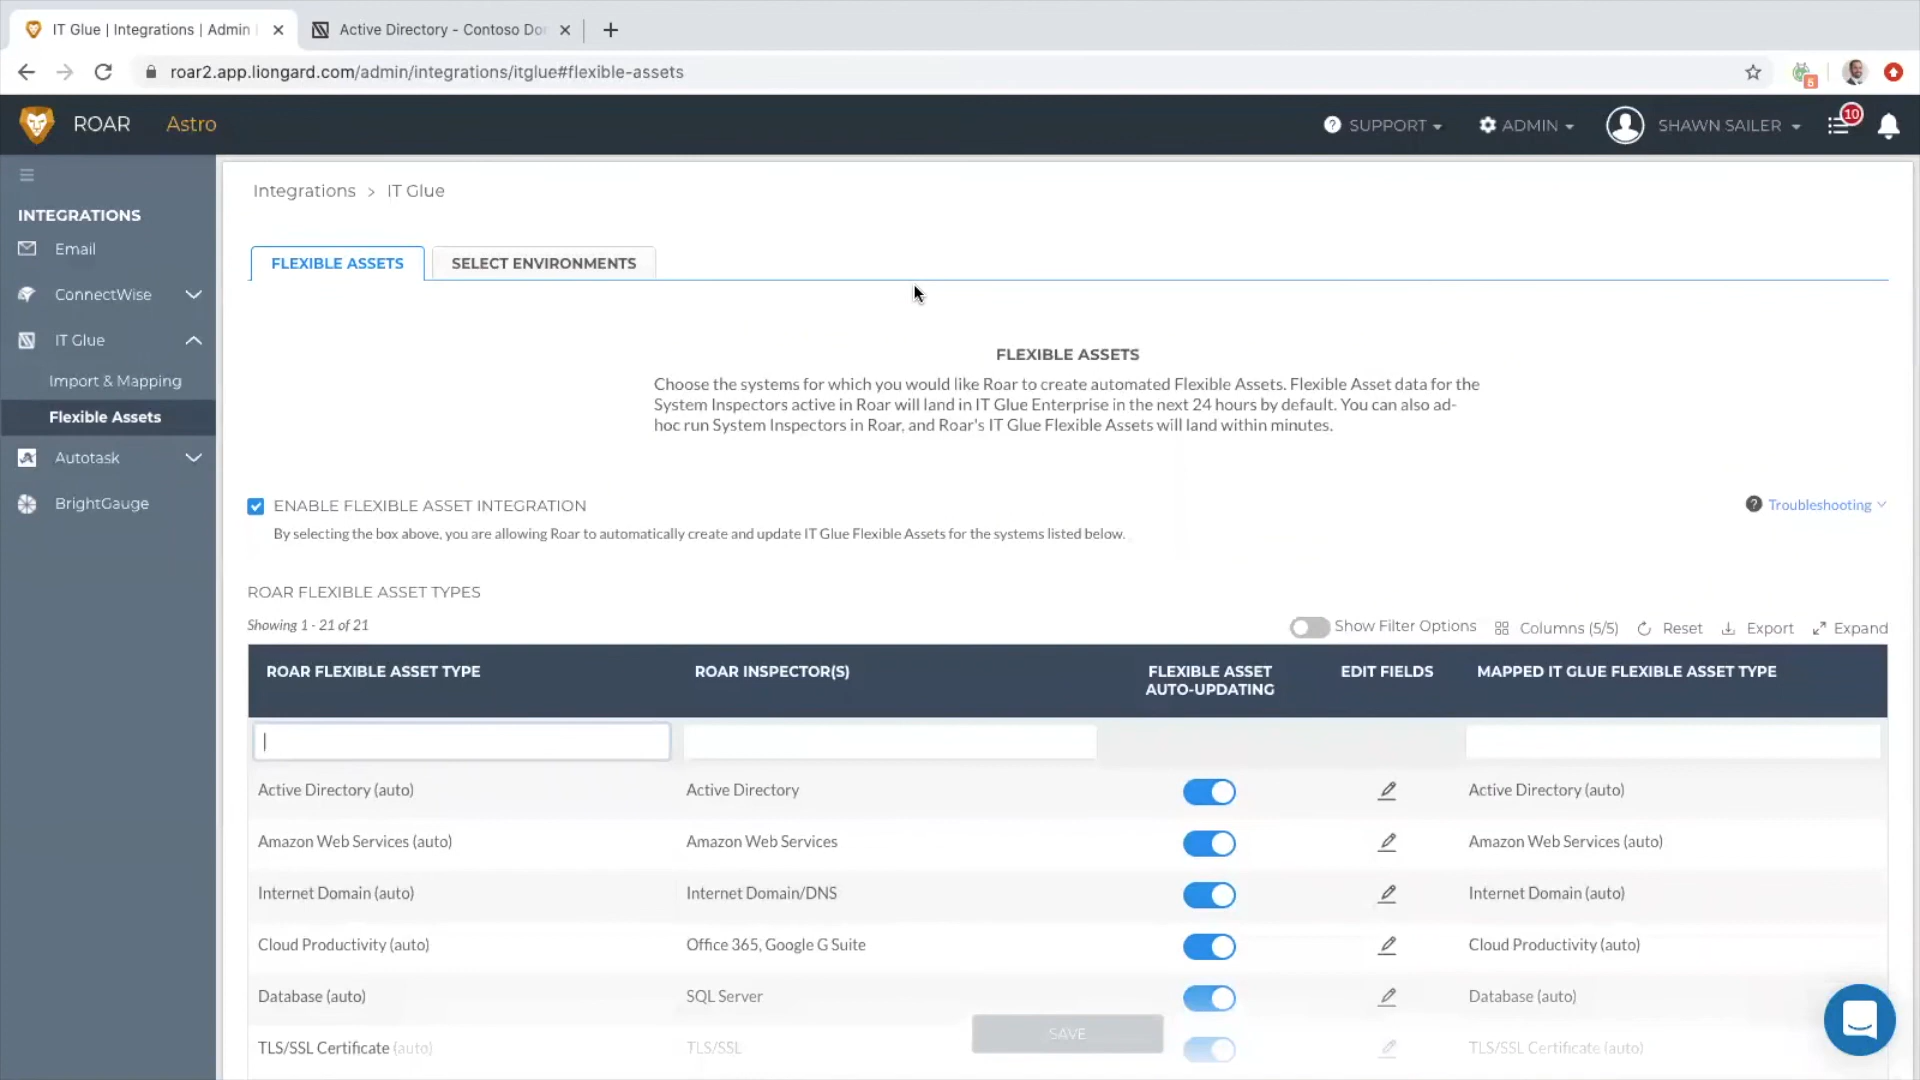 IT Glue | Integrations | Admin
Active Directory - Contoso Do
roar2.app.liongard.com/admin/integrations/itglue#flexible-assets
6
ROAR
Astro
SUPPORT
ADMIN
SHAWN SAILER
10
INTEGRATIONS
Email
ConnectWise
IT Glue
Import & Mapping
Flexible Assets
Autotask
BrightGauge
Integrations > IT Glue
FLEXIBLE ASSETS
SELECT ENVIRONMENTS
FLEXIBLE ASSETS
Choose the systems for which you would like Roar to create automated Flexible Assets. Flexible Asset data for the
System Inspectors active in Roar will land in IT Glue Enterprise in the next 24 hours by default. You can also ad-
hoc run System Inspectors in Roar, and Roar's IT Glue Flexible Assets will land within minutes.
ENABLE FLEXIBLE ASSET INTEGRATION
Troubleshooting
By selecting the box above, you are allowing Roar to automatically create and update IT Glue Flexible Assets for the systems listed below.
ROAR FLEXIBLE ASSET TYPES
Showing 1 - 21 of 21
Show Filter Options
Columns (5/5)
Reset
Export
Expand
ROAR FLEXIBLE ASSET TYPE
ROAR INSPECTOR(S)
FLEXIBLE ASSET
AUTO-UPDATING
EDIT FIELDS
MAPPED IT GLUE FLEXIBLE ASSET TYPE
Active Directory (auto)
Active Directory
Active Directory (auto)
Amazon Web Services (auto)
Amazon Web Services
Amazon Web Services (auto)
Internet Domain (auto)
Internet Domain/DNS
Internet Domain (auto)
Cloud Productivity (auto)
Office 365, Google G Suite
Cloud Productivity (auto)
Database (auto)
SQL Server
Database (auto)
SAVE
TLS/SSL Certificate (auto)
TLS/SSL
TLS/SSL Certificate (auto)